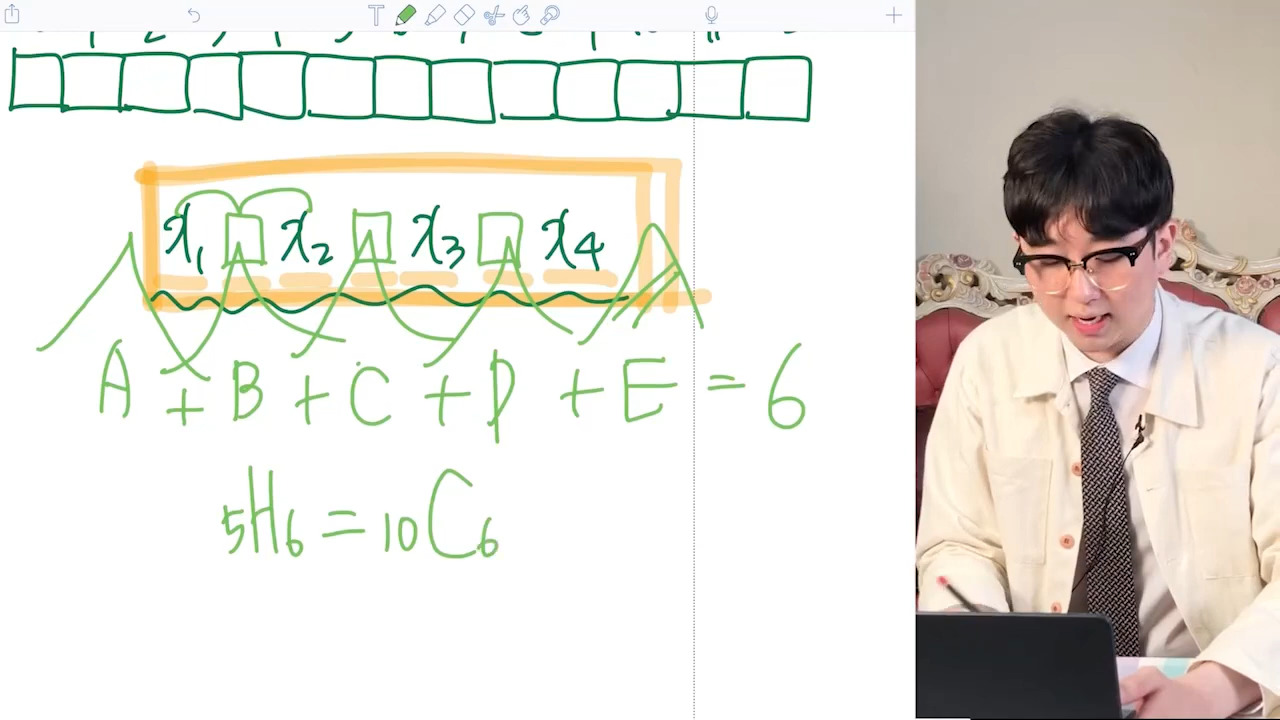 x₁ □ x₂ □ x₃ □ x₄
A + B + C + D + E = 6
₅H₆ = ₁₀C₆